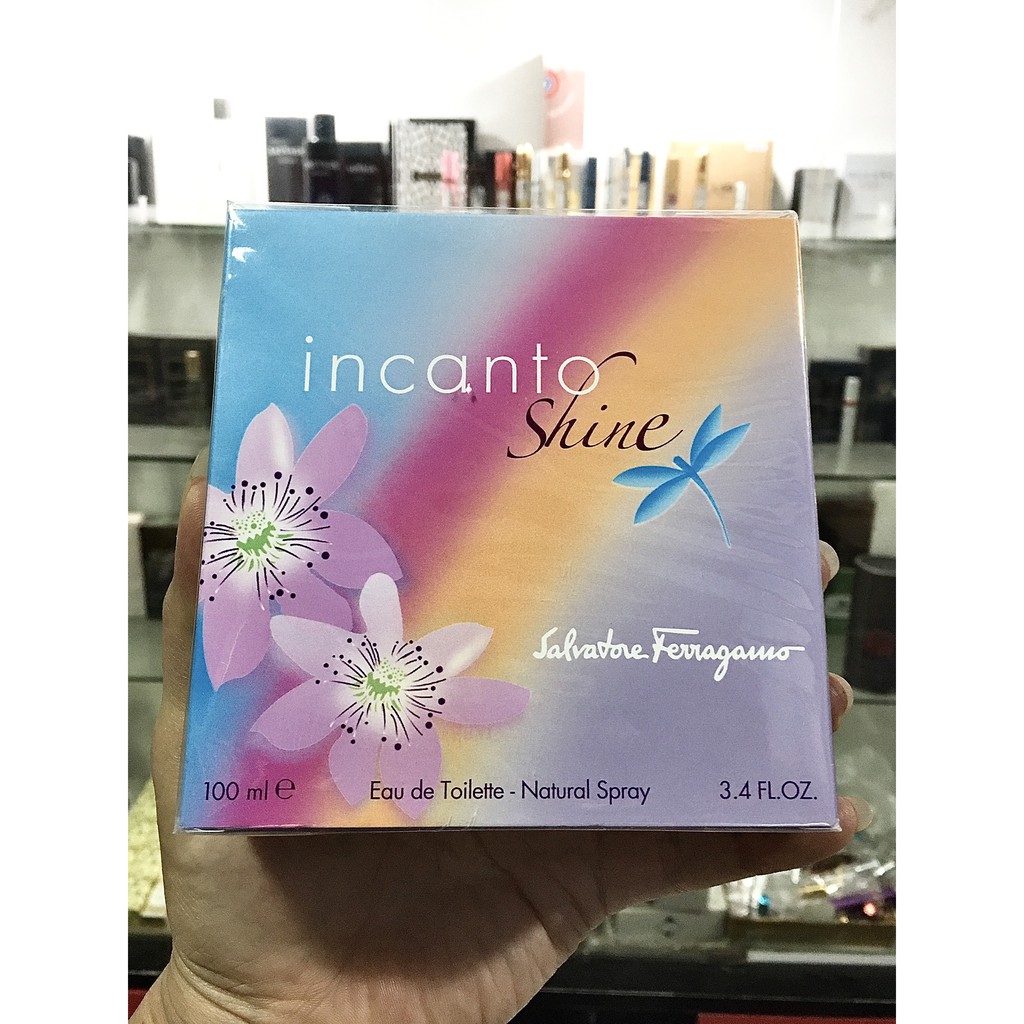 incanto
Shine
Salvatore Ferragamo
100 ml ℮ Eau de Toilette - Natural Spray 3.4 FL.OZ.